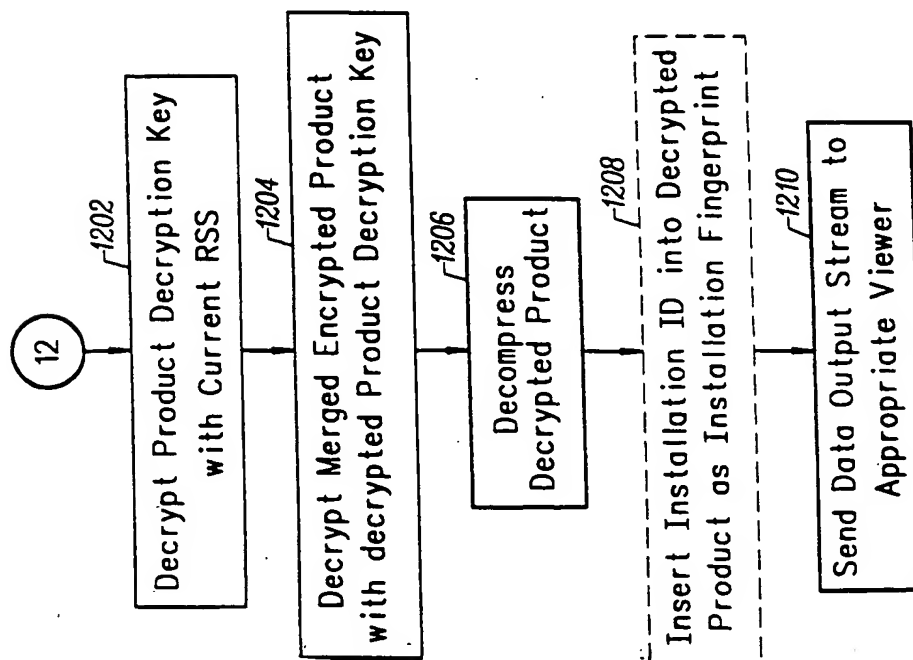 12
1202
Decrypt Product Decryption Key
with Current RSS
1204
Decrypt Merged Encrypted Product
with decrypted Product Decryption Key
1206
Decompress
Decrypted Product
1208
Insert Installation ID into Decrypted
Product as Installation Fingerprint
1210
Send Data Output Stream to
Appropriate Viewer